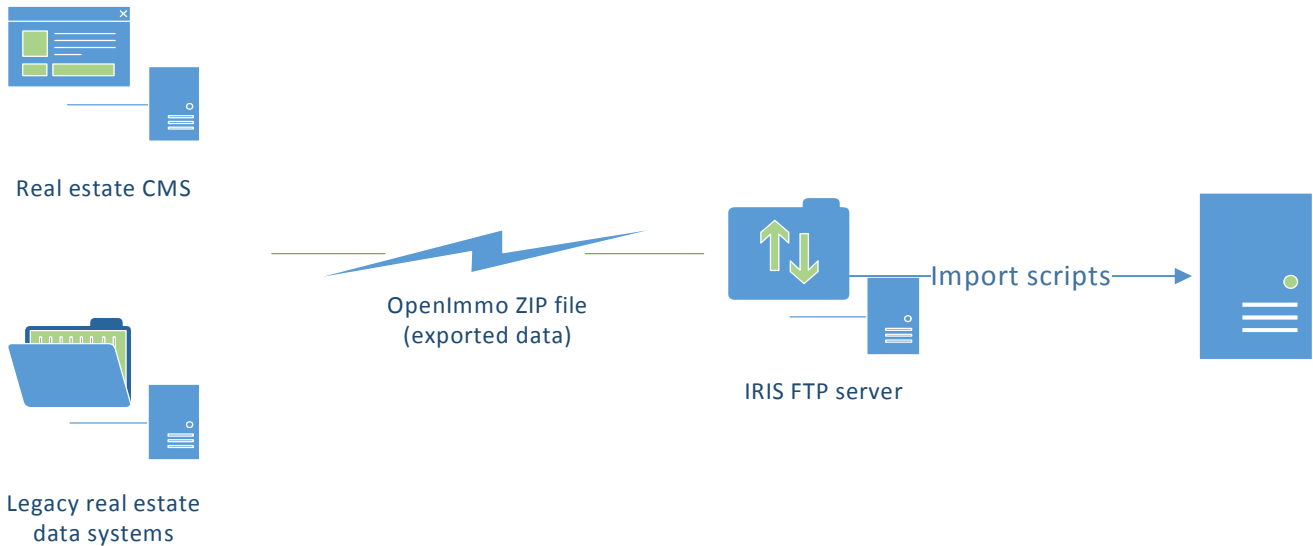 Real estate CMS
OpenImmo ZIP file
(exported data)
Import scripts
IRIS FTP server
Legacy real estate
data systems